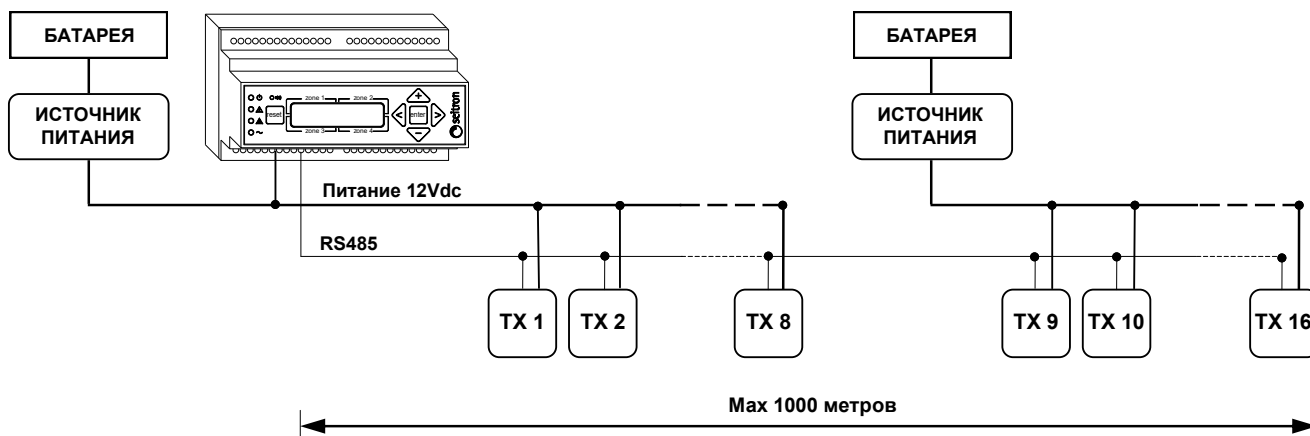 БАТАРЕЯ
БАТАРЕЯ
ИСТОЧНИК
ПИТАНИЯ
ИСТОЧНИК
ПИТАНИЯ
zone 1
zone 2
reset
enter
zone 3
zone 4
seitron
Питание 12Vdc
RS485
TX 1
TX 2
TX 8
TX 9
TX 10
TX 16
Max 1000 метров